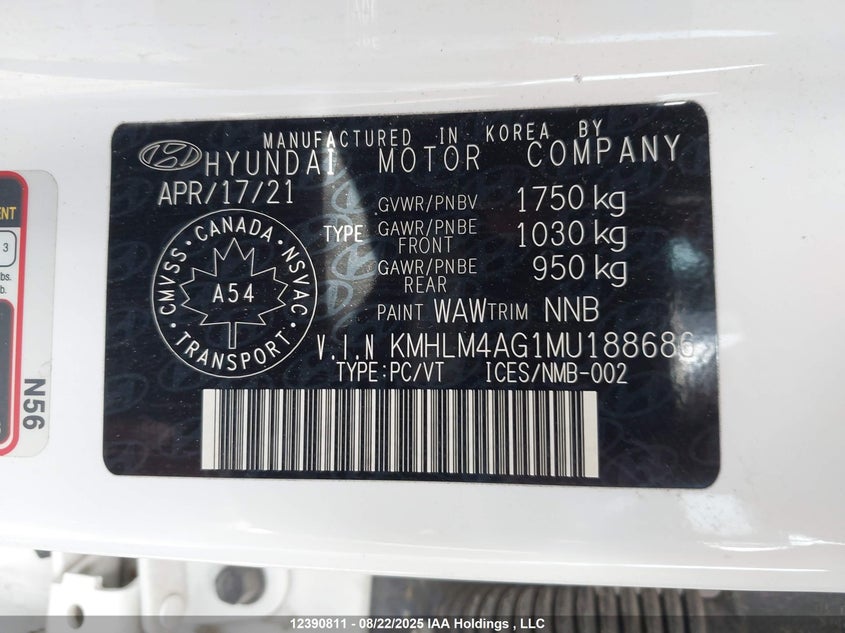 MANUFACTURED IN KOREA BY
HYUNDAI MOTOR COMPANY
APR/17/21
GVWR/PNBV 1750 kg
TYPE GAWR/PNBE FRONT 1030 kg
GAWR/PNBE REAR 950 kg
PAINT WAW TRIM NNB
CMVSS · CANADA · NSVAC · TRANSPORT ·
A54
V.I.N KMHLM4AG1MU188686
TYPE:PC/VT ICES/NMB-002
3
N56
12390811 - 08/22/2025 IAA Holdings , LLC